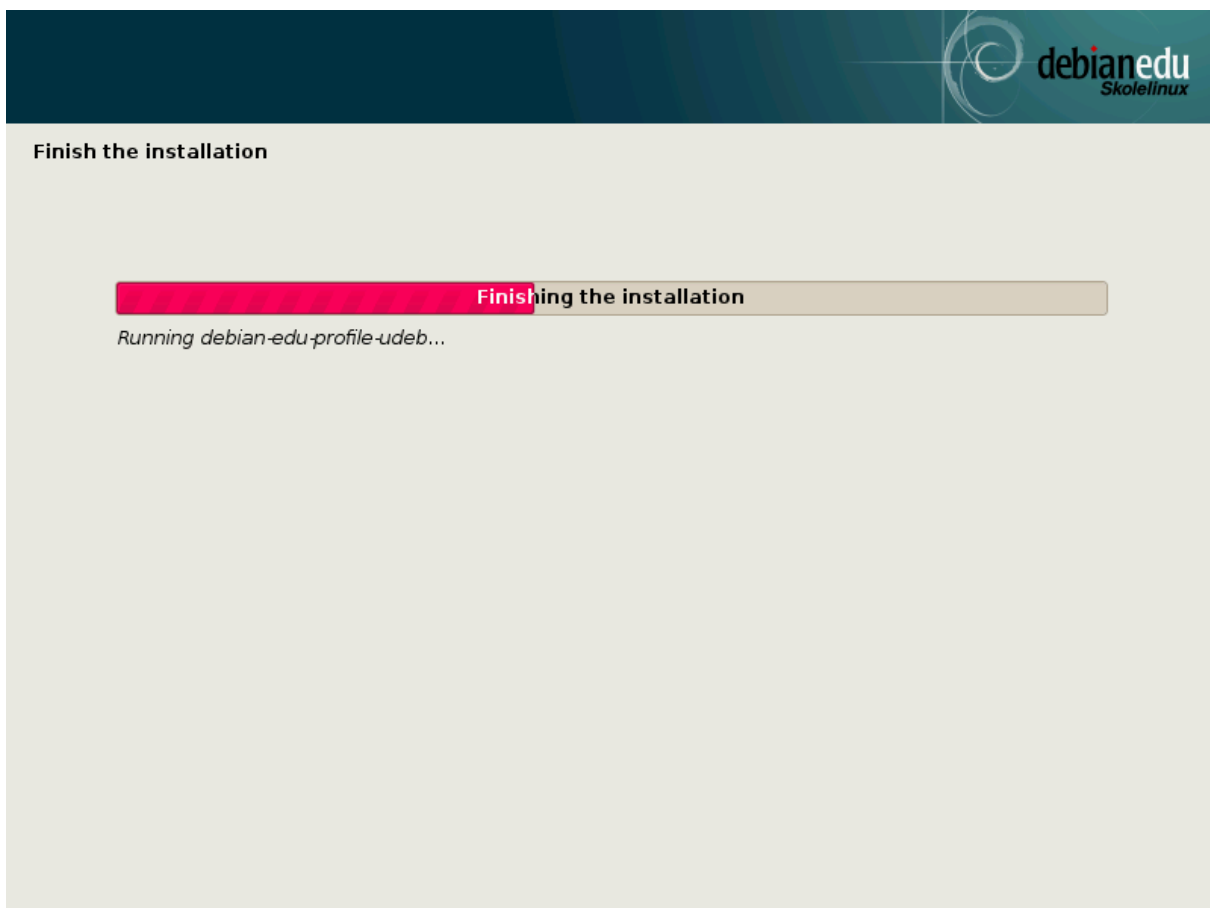 debianedu
Skolelinux
Finish the installation
Finishing the installation
Running debian-edu-profile-udeb...